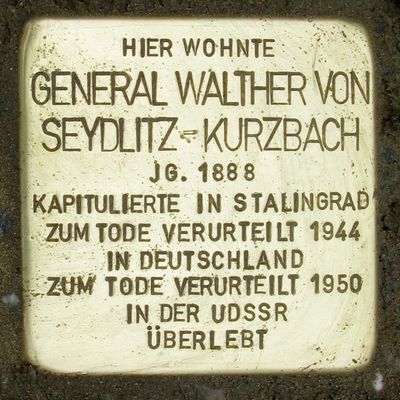 HIER WOHNTE
GENERAL WALTHER VON
SEYDLITZ-KURZBACH
JG. 1888
KAPITULIERTE IN STALINGRAD
ZUM TODE VERURTEILT 1944
IN DEUTSCHLAND
ZUM TODE VERURTEILT 1950
IN DER UDSSR
ÜBERLEBT